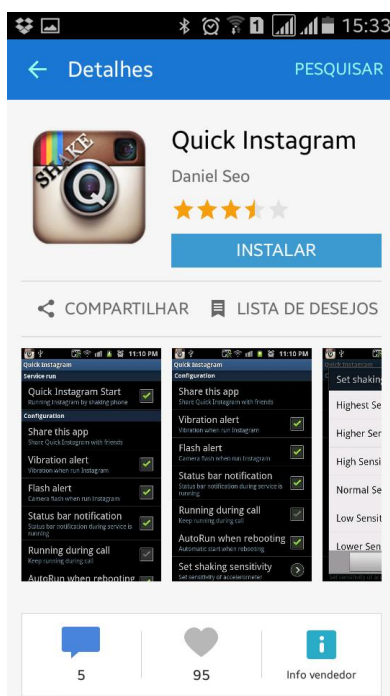 1 15:33
Detalhes PESQUISAR
SHAKE
Q
Quick Instagram
Daniel Seo
INSTALAR
COMPARTILHAR LISTA DE DESEJOS
11:10 PM
Quick Instagram
Service run
Quick Instagram Start
Running Instagram by shaking phone
Configuration
Share this app
Share Quick Instagram with friends
Vibration alert
Vibration when run Instagram
Flash alert
Camera flash when run Instagram
Status bar notification
Status bar notification during service is
running
Running during call
Keep running during call
AutoRun when rebooting
11:10 PM
Quick Instagram
Configuration
Share this app
Share Quick Instagram with friends
Vibration alert
Vibration when run Instagram
Flash alert
Camera flash when run Instagram
Status bar notification
Status bar notification during service is
running
Running during call
Keep running during call
AutoRun when rebooting
Automatic start when rebooting
Set shaking sensitivity
Set sensitivity of accelerometer
Quick Instagram
Set shaking
Highest Se
Higher Sen
High Sensi
Normal Se
Low Sensit
Lower Sen
5 95 Info vendedor